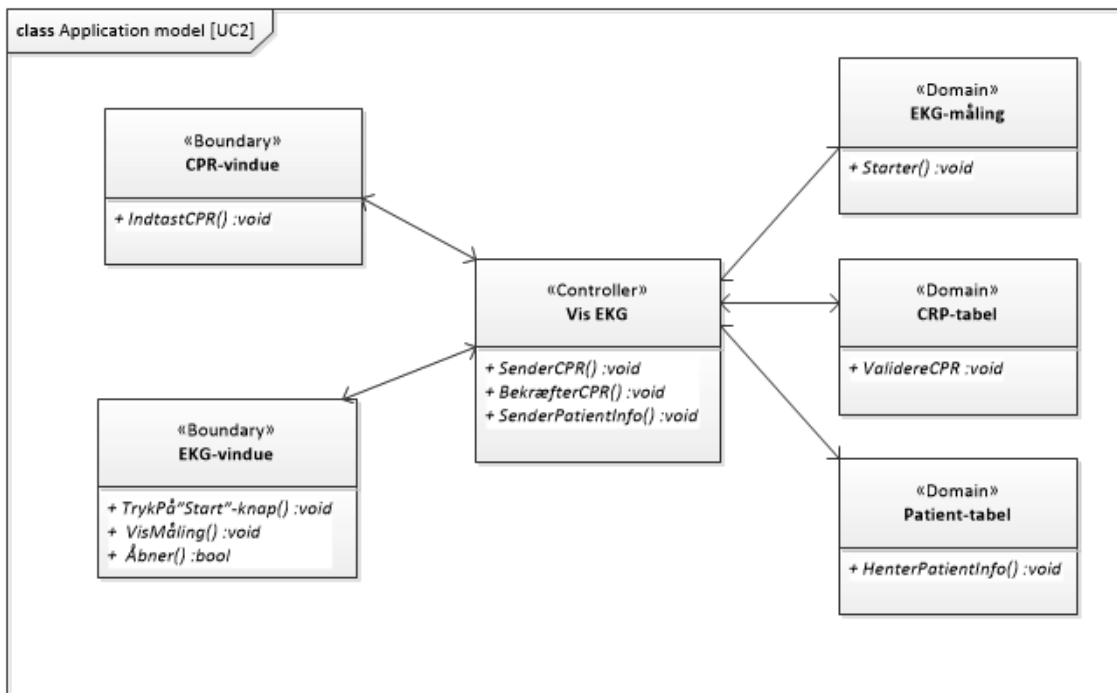 class Application model [UC2]
«Boundary»
CPR-vindue
+ IndtastCPR() :void
«Boundary»
EKG-vindue
+ TrykPå"Start"-knap() :void
+ VisMåling() :void
+ Åbner() :bool
«Controller»
Vis EKG
+ SenderCPR() :void
+ BekræfterCPR() :void
+ SenderPatientInfo() :void
«Domain»
EKG-måling
+ Starter() :void
«Domain»
CRP-tabel
+ ValidereCPR :void
«Domain»
Patient-tabel
+ HenterPatientInfo() :void